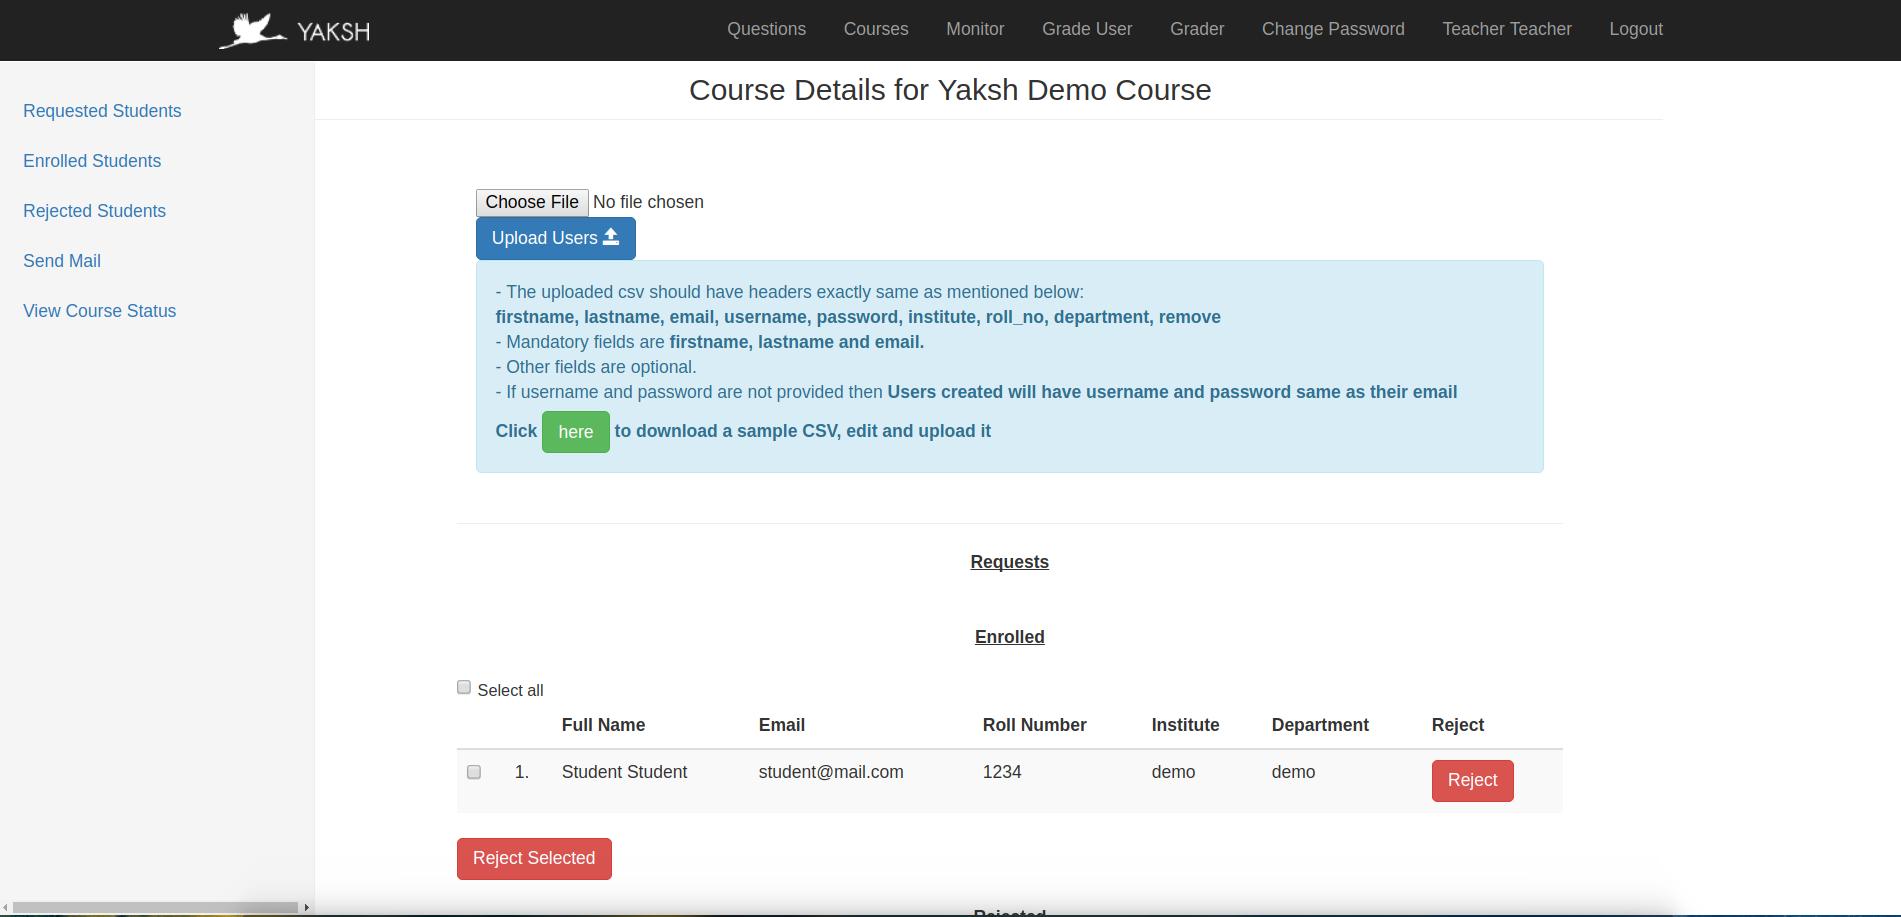 YAKSH
Questions Courses Monitor Grade User Grader Change Password Teacher Teacher Logout
Requested Students
Enrolled Students
Rejected Students
Send Mail
View Course Status
Course Details for Yaksh Demo Course
Choose File No file chosen
Upload Users
- The uploaded csv should have headers exactly same as mentioned below:
firstname, lastname, email, username, password, institute, roll_no, department, remove
- Mandatory fields are firstname, lastname and email.
- Other fields are optional.
- If username and password are not provided then Users created will have username and password same as their email
Click here to download a sample CSV, edit and upload it
Requests
Enrolled
Select all
Full Name Email Roll Number Institute Department Reject
1. Student Student student@mail.com 1234 demo demo Reject
Reject Selected
Rejected